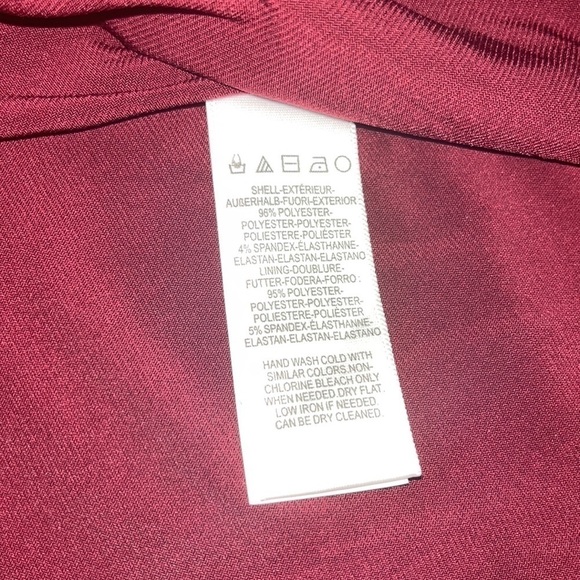 SHELL-EXTÉRIEUR-
AUßERHALB-FUORI-EXTERIOR :
96% POLYESTER-
POLYESTER-POLYESTER-
POLIESTERE-POLIÉSTER
4% SPANDEX-ÉLASTHANNE-
ELASTAN-ELASTAN-ELASTANO
LINING-DOUBLURE-
FUTTER-FODERA-FORRO :
95% POLYESTER-
POLYESTER-POLYESTER-
POLIESTERE-POLIÉSTER
5% SPANDEX-ÉLASTHANNE-
ELASTAN-ELASTAN-ELASTANO
HAND WASH COLD WITH
SIMILAR COLORS.NON-
CHLORINE BLEACH ONLY
WHEN NEEDED.DRY FLAT.
LOW IRON IF NEEDED.
CAN BE DRY CLEANED.